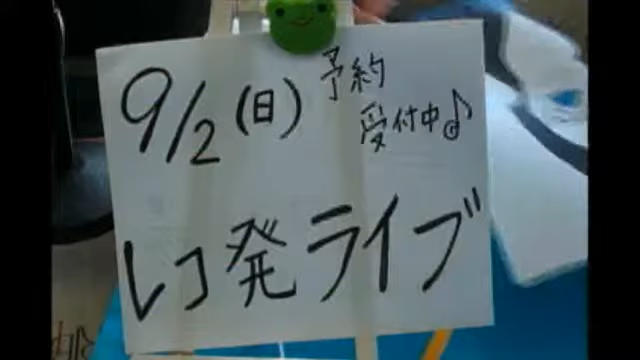 9/2(日)
予約
受付中♪
レコ発ライブ